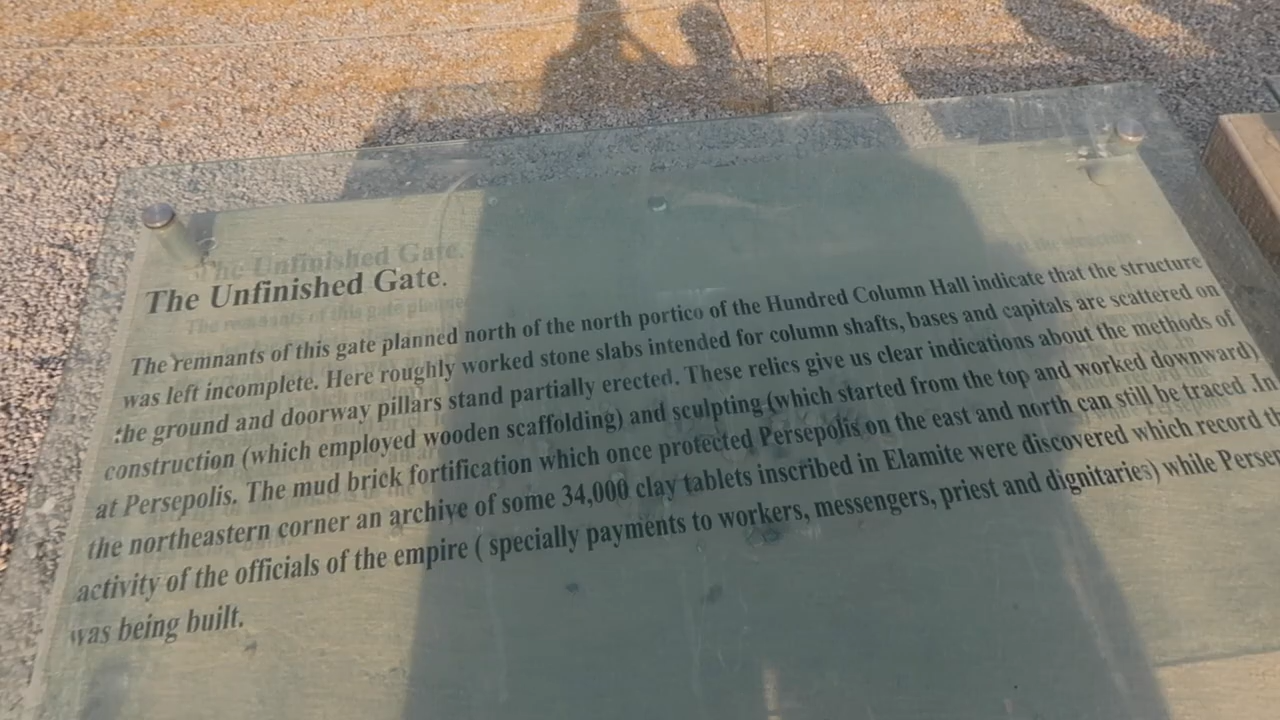 The Unfinished Gate.
The remnants of this gate planned north of the north portico of the Hundred Column Hall indicate that the structure
was left incomplete. Here roughly worked stone slabs intended for column shafts, bases and capitals are scattered on
the ground and doorway pillars stand partially erected. These relics give us clear indications about the methods of
construction (which employed wooden scaffolding) and sculpting (which started from the top and worked downward)
at Persepolis. The mud brick fortification which once protected Persepolis on the east and north can still be traced .In
the northeastern corner an archive of some 34,000 clay tablets inscribed in Elamite were discovered which record
activity of the officials of the empire ( specially payments to workers, messengers, priest and dignitaries) while
was being built.